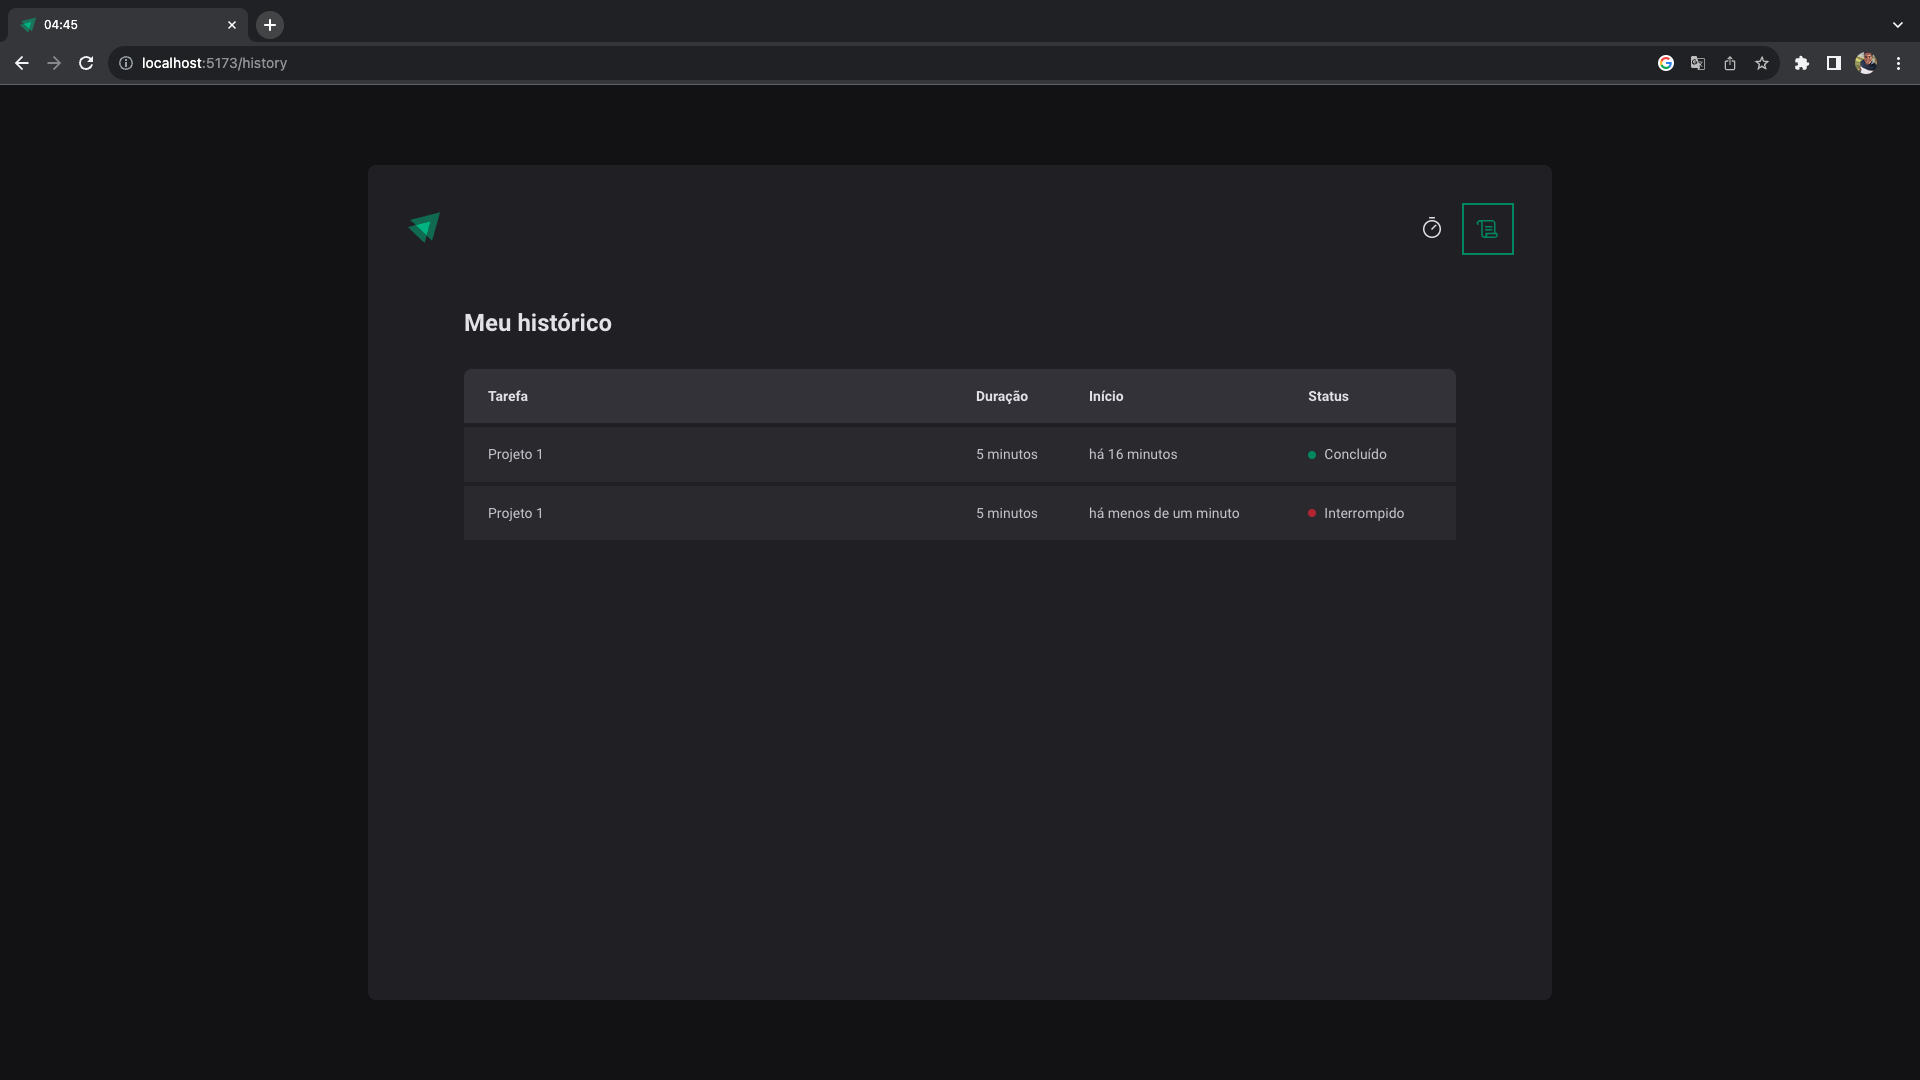 04:45
localhost:5173/history
Meu histórico
Tarefa Duração Início Status
Projeto 1 5 minutos há 16 minutos Concluído
Projeto 1 5 minutos há menos de um minuto Interrompido